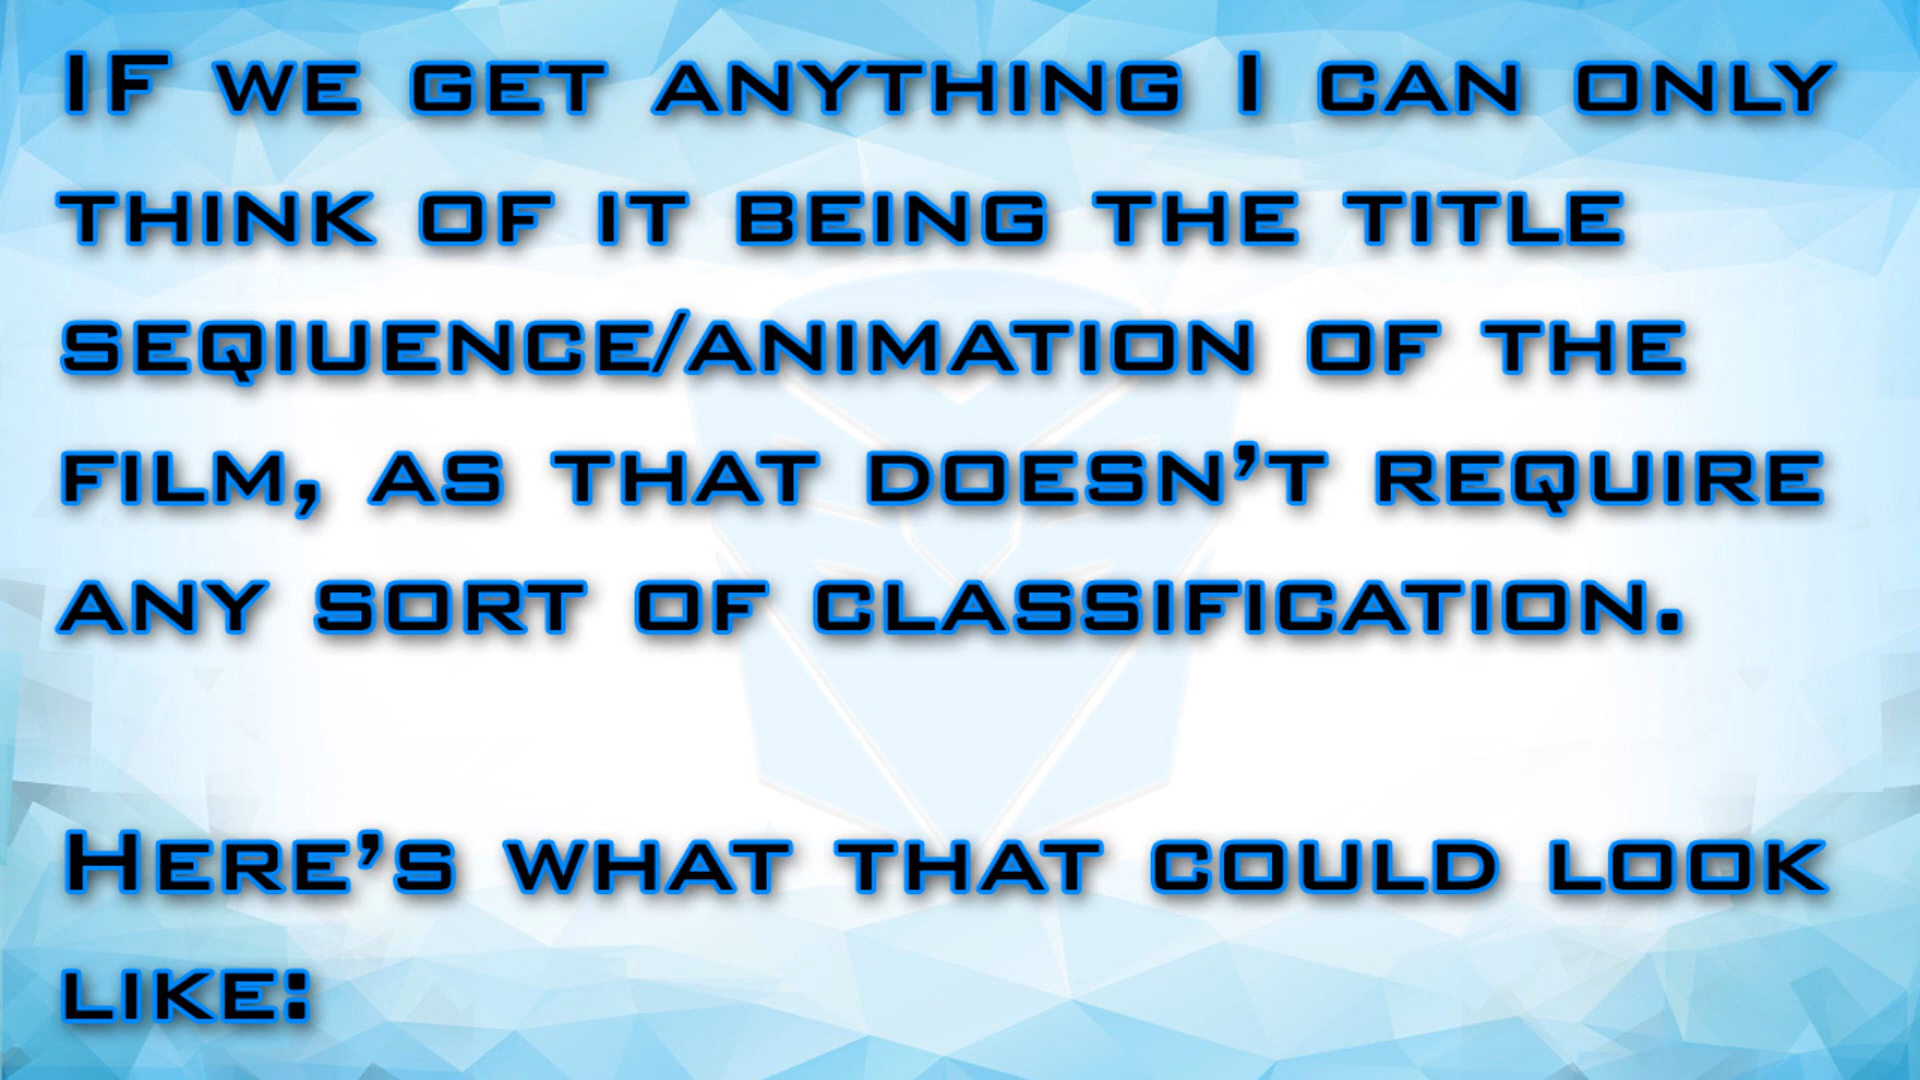 If we get anything I can only
think of it being the title
seqiuence/animation of the
film, as that doesn’t require
any sort of classification.
Here’s what that could look
like: